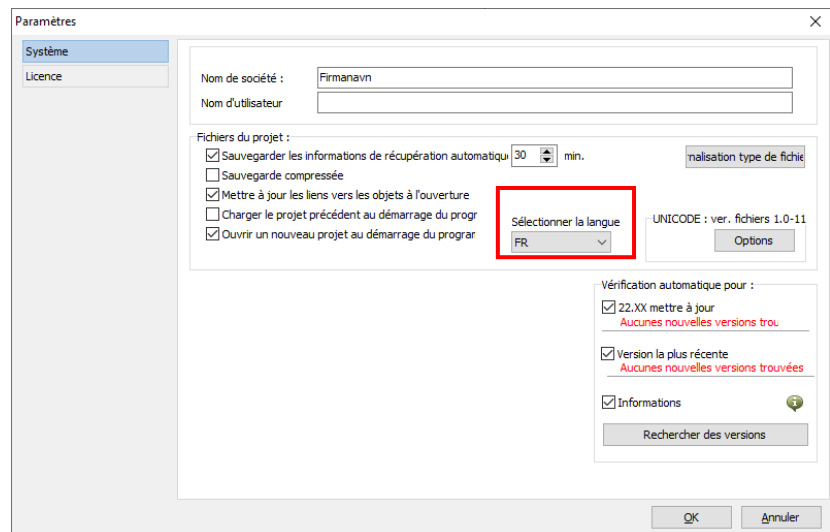 Paramètres
Système
Licence
Nom de société :
Firmanavn
Nom d'utilisateur
Fichiers du projet :
Sauvegarder les informations de récupération automatiqu
30
min.
nalisation type de fichie
Sauvegarde compressée
Mettre à jour les liens vers les objets à l'ouverture
Charger le projet précédent au démarrage du progr
Ouvrir un nouveau projet au démarrage du prograr
Sélectionner la langue
FR
UNICODE : ver. fichiers 1.0-11
Options
Vérification automatique pour :
22.XX mettre à jour
Aucunes nouvelles versions trou
Version la plus récente
Aucunes nouvelles versions trouvées
Informations
Rechercher des versions
OK
Annuler